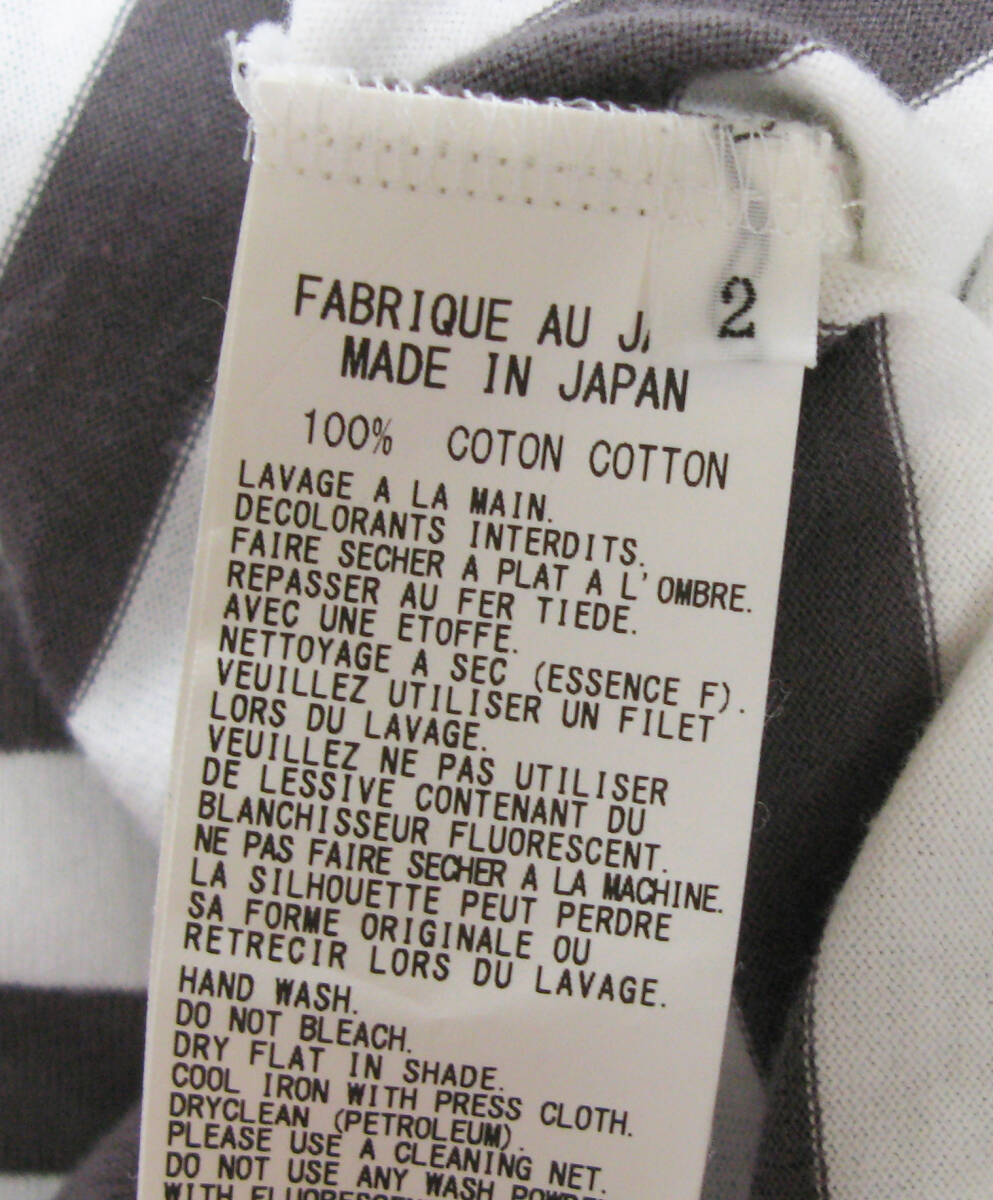 FABRIQUE AU
2
MADE IN JAPAN
100% COTON COTTON
LAVAGE A LA MAIN.
DECOLORANTS INTERDITS.
FAIRE SECHER A PLAT A L'OMBRE.
REPASSER AU FER TIEDE.
AVEC UNE ETOFFE.
NETTOYAGE A SEC (ESSENCE F).
VEUILLEZ UTILISER UN FILET
LORS DU LAVAGE.
VEUILLEZ NE PAS UTILISER
DE LESSIVE CONTENANT DU
BLANCHISSEUR FLUORESCENT.
NE PAS FAIRE SECHER A LA MACHINE.
LA SILHOUETTE PEUT PERDRE
SA FORME ORIGINALE OU
RETRECIR LORS DU LAVAGE.
HAND WASH.
DO NOT BLEACH.
DRY FLAT IN SHADE.
COOL IRON WITH PRESS CLOTH.
DRYCLEAN (PETROLEUM).
PLEASE USE A CLEANING NET.
DO NOT USE ANY WASH
WITH